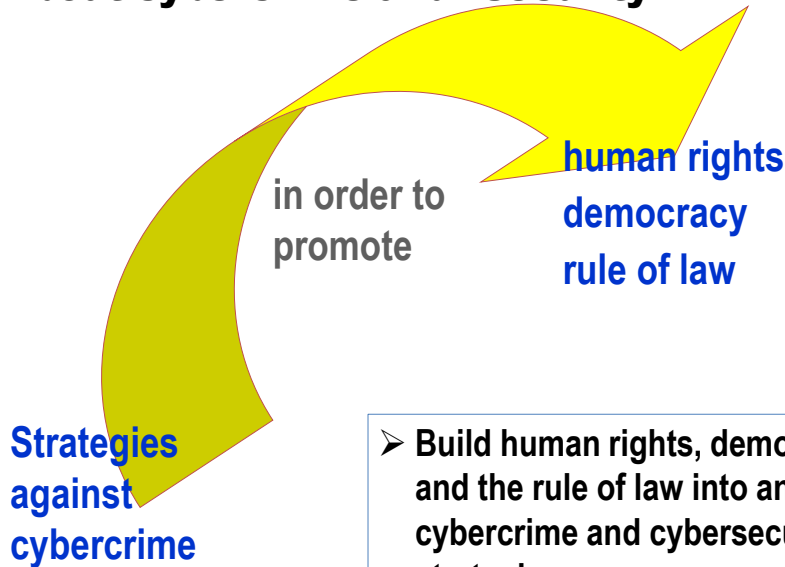 in order to
promote
human rights
democracy
rule of law
Strategies
against
cybercrime
➢ Build human rights,
and the rule of law into
cybercrime and